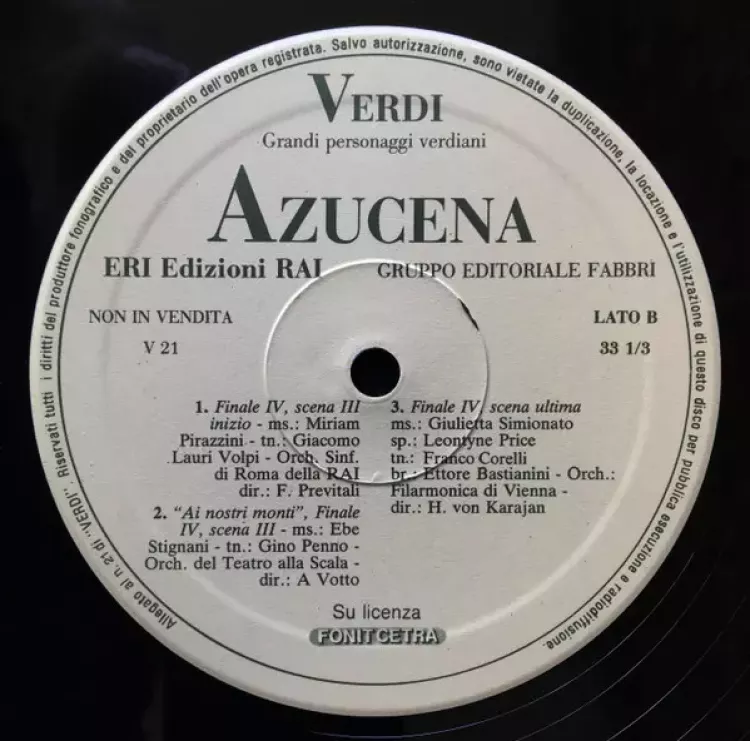 Riservati tutti i diritti del produttore fonografico e del proprietario dell'opera registrata. Salvo autorizzazione, sono vietate la duplicazione, la locazione e l'utilizzazione di questo disco per pubblica esecuzione e radiodiffusione.
VERDI
Grandi personaggi verdiani
AZUCENA
ERI Edizioni RAI GRUPPO EDITORIALE FABBRI
NON IN VENDITA LATO B
V 21 33 1/3
1. Finale IV, scena III
inizio - ms.: Miriam
Pirazzini - tn.: Giacomo
Lauri Volpi - Orch. Sinf.
di Roma della RAI
dir.: F. Previtali
2. "Ai nostri monti", Finale
IV, scena III - ms.: Ebe
Stignani - tn.: Gino Penno -
Orch. del Teatro alla Scala -
dir.: A Votto
3. Finale IV, scena ultima
ms.: Giulietta Simionato
sp.: Leontyne Price
tn.: Franco Corelli
br.: Ettore Bastianini - Orch.:
Filarmonica di Vienna -
dir.: H. von Karajan
Su licenza
FONIT CETRA
Allegato al n. 21 di "VERDI".